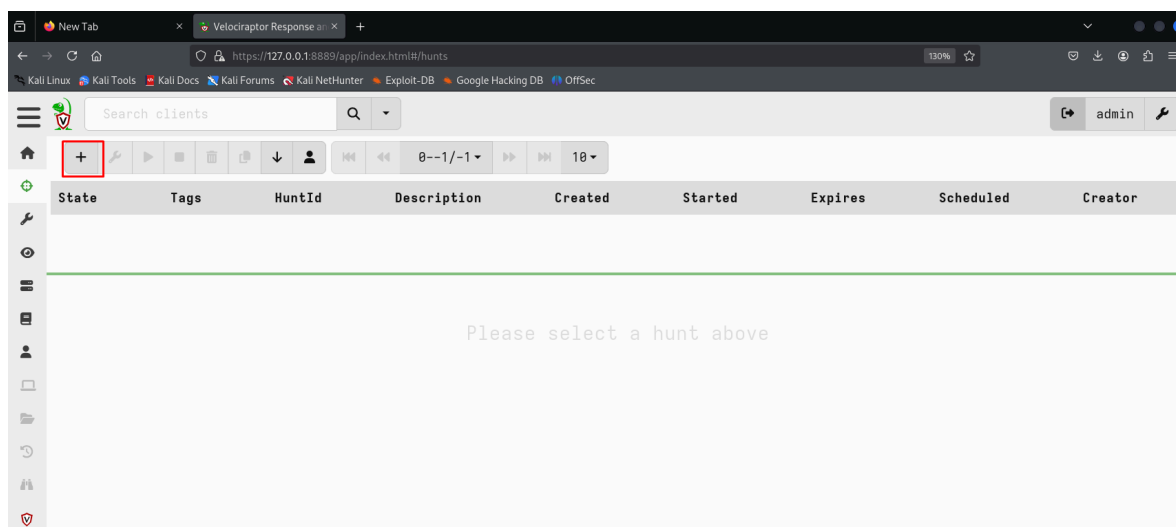 New Tab
Velociraptor Response an
https://127.0.0.1:8889/app/index.html#/hunts
130%
Kali Linux Kali Tools Kali Docs Kali Forums Kali NetHunter Exploit-DB Google Hacking DB OffSec
Search clients
admin
0--1/-1
10
State Tags HuntId Description Created Started Expires Scheduled Creator
Please select a hunt above